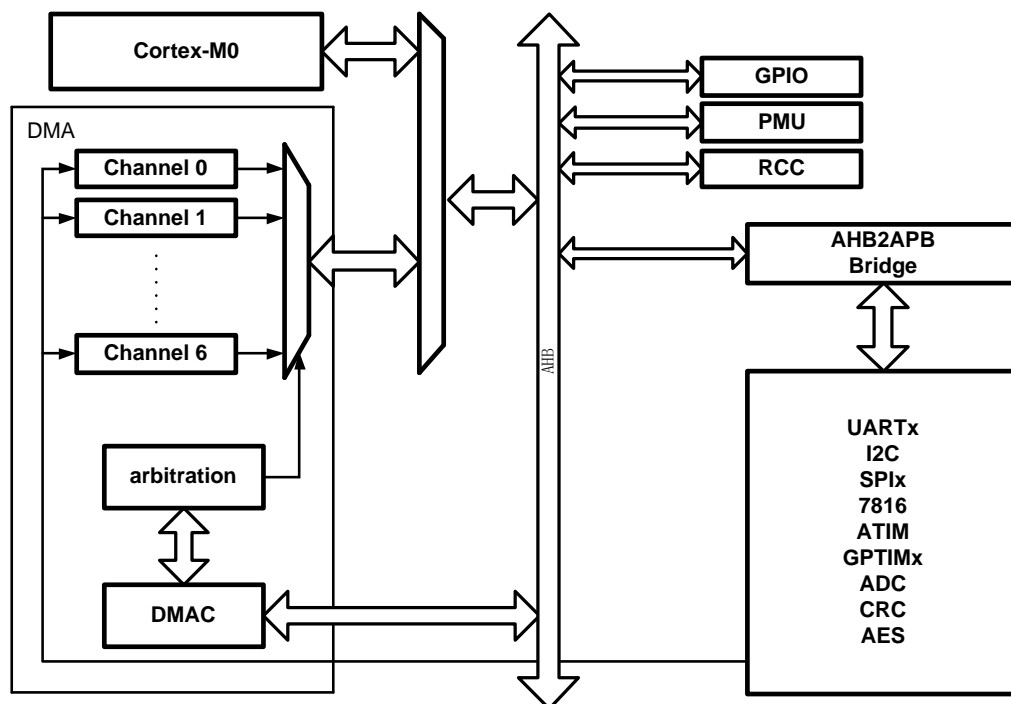 Cortex-M0
DMA
Channel 0
Channel 1
Channel 6
arbitration
DMAC
AHB
GPIO
PMU
RCC
AHB2APB
Bridge
UARTx
I2C
SPIx
7816
ATIM
GPTIMx
ADC
CRC
AES